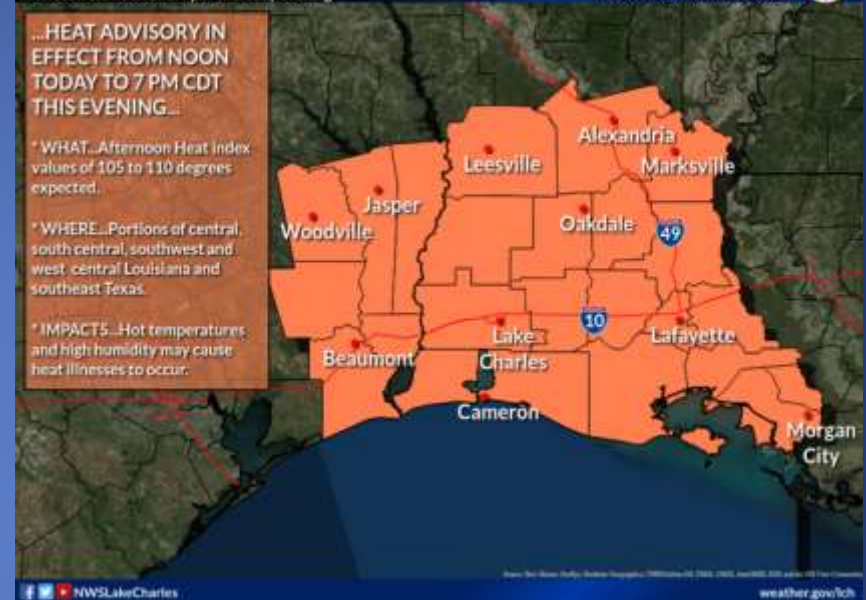 ...HEAT ADVISORY IN
EFFECT FROM NOON
TODAY TO 7 PM CDT
THIS EVENING...
* WHAT...Afternoon Heat index
values of 105 to 110 degrees
expected.
* WHERE...Portions of central,
south central, southwest and
west central Louisiana and
southeast Texas.
* IMPACTS...Hot temperatures
and high humidity may cause
heat illnesses to occur.
Alexandria
Leesville
Marksville
Jasper
Woodville
Oakdale
49
10
Lake
Charles
Lafayette
Beaumont
Cameron
Morgan
City
NWSLakeCharles
weather.gov/lch